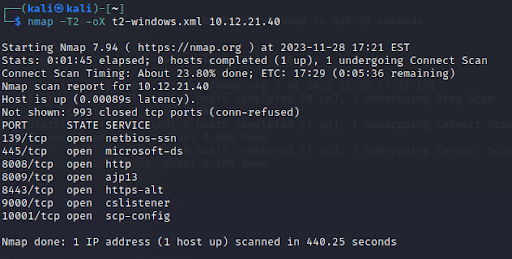 (kali㉿kali)-[~]
$ nmap -T2 -oX t2-windows.xml 10.12.21.40
Starting Nmap 7.94 ( https://nmap.org ) at 2023-11-28 17:21 EST
Stats: 0:01:45 elapsed; 0 hosts completed (1 up), 1 undergoing Connect Scan
Connect Scan Timing: About 23.80% done; ETC: 17:29 (0:05:36 remaining)
Nmap scan report for 10.12.21.40
Host is up (0.00089s latency).
Not shown: 993 closed tcp ports (conn-refused)
PORT STATE SERVICE
139/tcp open netbios-ssn
445/tcp open microsoft-ds
8008/tcp open http
8009/tcp open ajp13
8443/tcp open https-alt
9000/tcp open cslistener
10001/tcp open scp-config
Nmap done: 1 IP address (1 host up) scanned in 440.25 seconds